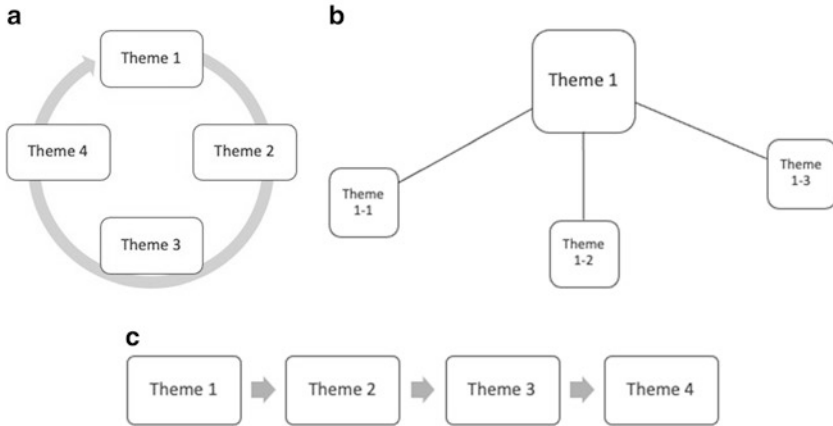 a
Theme 1
Theme 4
Theme 2
Theme 3
b
Theme 1
Theme
1-1
Theme
1-2
Theme
1-3
c
Theme 1
Theme 2
Theme 3
Theme 4